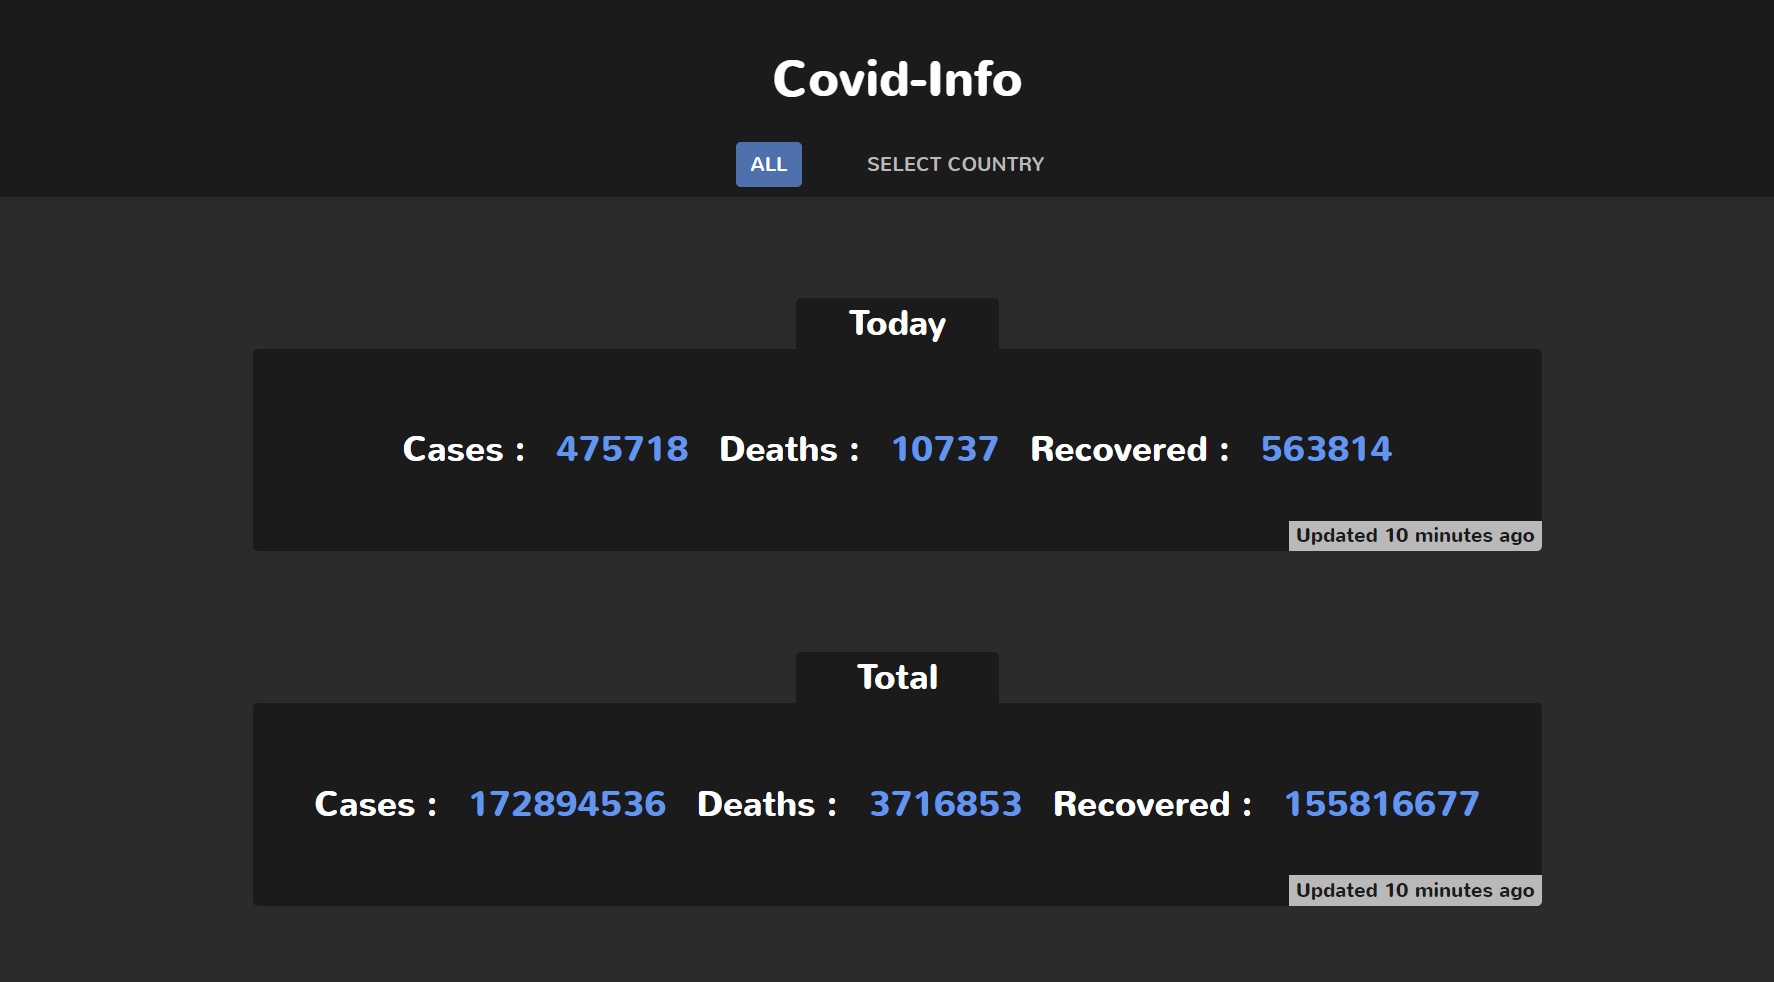 Covid-Info
ALL SELECT COUNTRY
Today
Cases : 475718 Deaths : 10737 Recovered : 563814
Updated 10 minutes ago
Total
Cases : 172894536 Deaths : 3716853 Recovered : 155816677
Updated 10 minutes ago